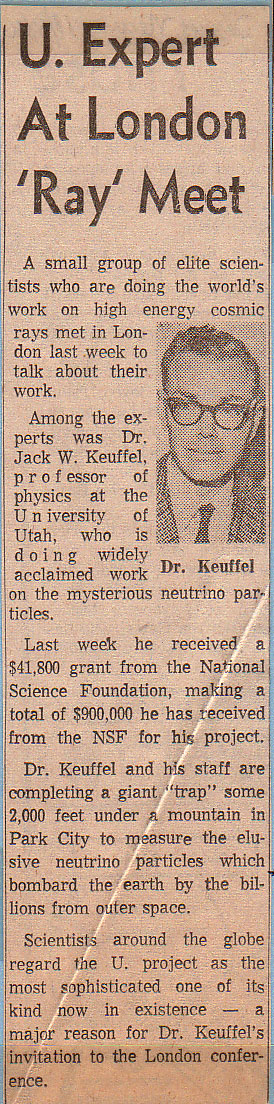 U. Expert
At London
'Ray' Meet
A small group of elite scien-
tists who are doing the world's
work on high energy cosmic
rays met in Lon-
don last week to
talk about their
work.
Among the ex-
perts was Dr.
Jack W. Keuffel,
professor of
physics at the
University of
Utah, who is
doing widely
acclaimed work
Dr. Keuffel
on the mysterious neutrino par-
ticles.
Last week he received a
$41,800 grant from the National
Science Foundation, making a
total of $900,000 he has received
from the NSF for his project.
Dr. Keuffel and his staff are
completing a giant "trap" some
2,000 feet under a mountain in
Park City to measure the elu-
sive neutrino particles which
bombard the earth by the bil-
lions from outer space.
Scientists around the globe
regard the U. project as the
most sophisticated one of its
kind now in existence — a
major reason for Dr. Keuffel's
invitation to the London confer-
ence.